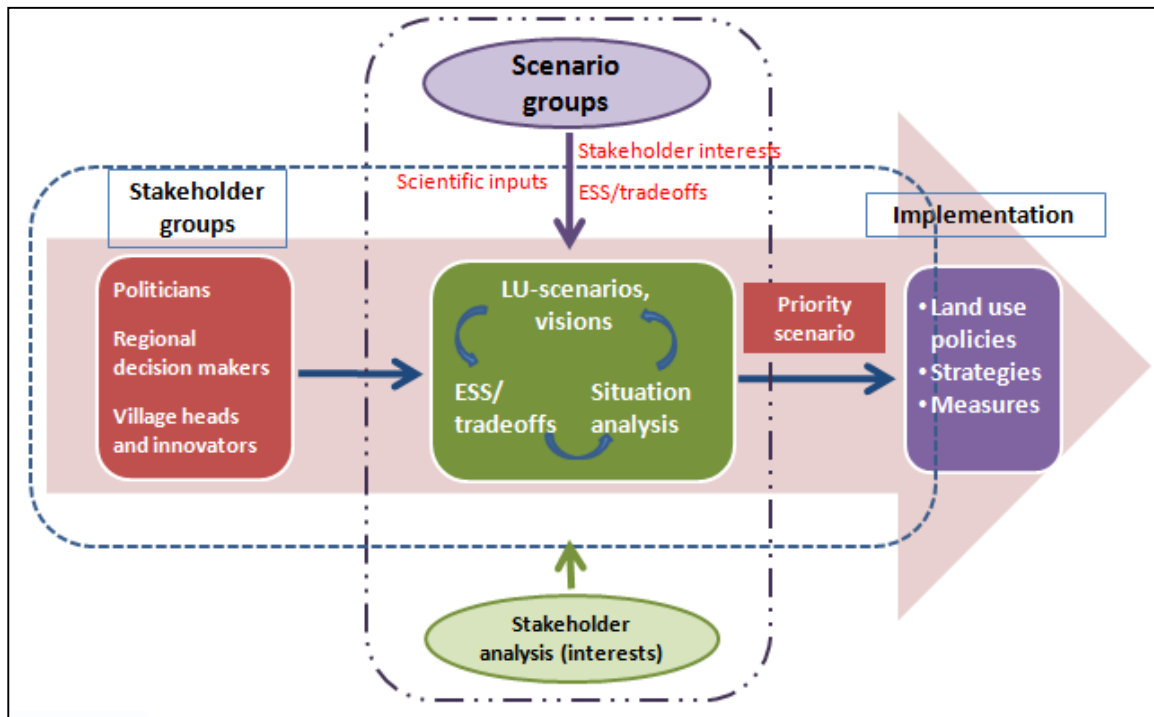 Scenario
groups
Stakeholder interests
Scientific inputs
ESS/tradeoffs
Stakeholder
groups
Implementation
Politicians
Regional
decision makers
Village heads
and innovators
LU-scenarios,
visions
ESS/
tradeoffs
Situation
analysis
Priority
scenario
• Land use
policies
• Strategies
• Measures
Stakeholder
analysis (interests)